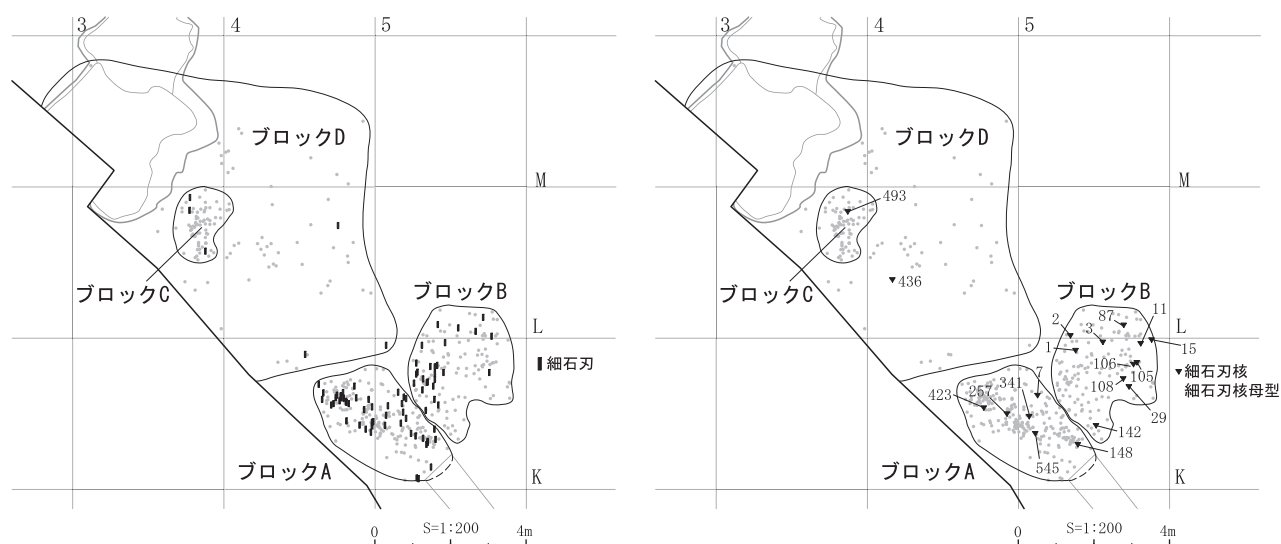 3
4
5
ブロックD
M
ブロックC
ブロックB
L
細石刃
ブロックA
K
S=1:200
0
4m
3
4
5
ブロックD
M
493
436
ブロックC
ブロックB
87
11
2
3
L
1
15
106
105
細石刃核
細石刃核母型
7
341
257
108
423
29
142
148
545
ブロックA
K
S=1:200
0
4m